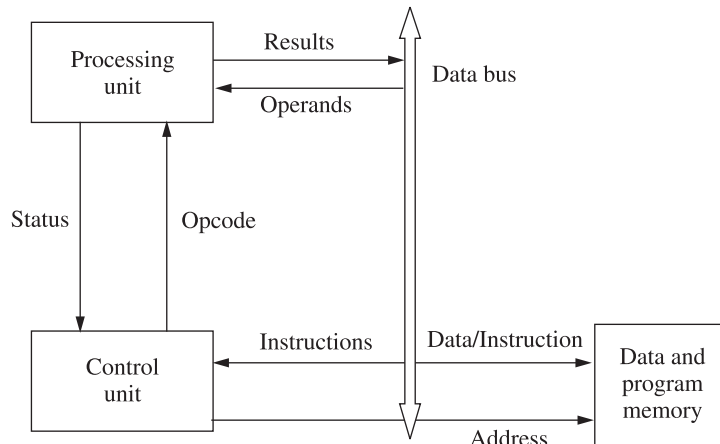 Processing
unit
Results
Operands
Data bus
Status
Opcode
Control
unit
Instructions
Data/Instruction
Address
Data and
program
memory